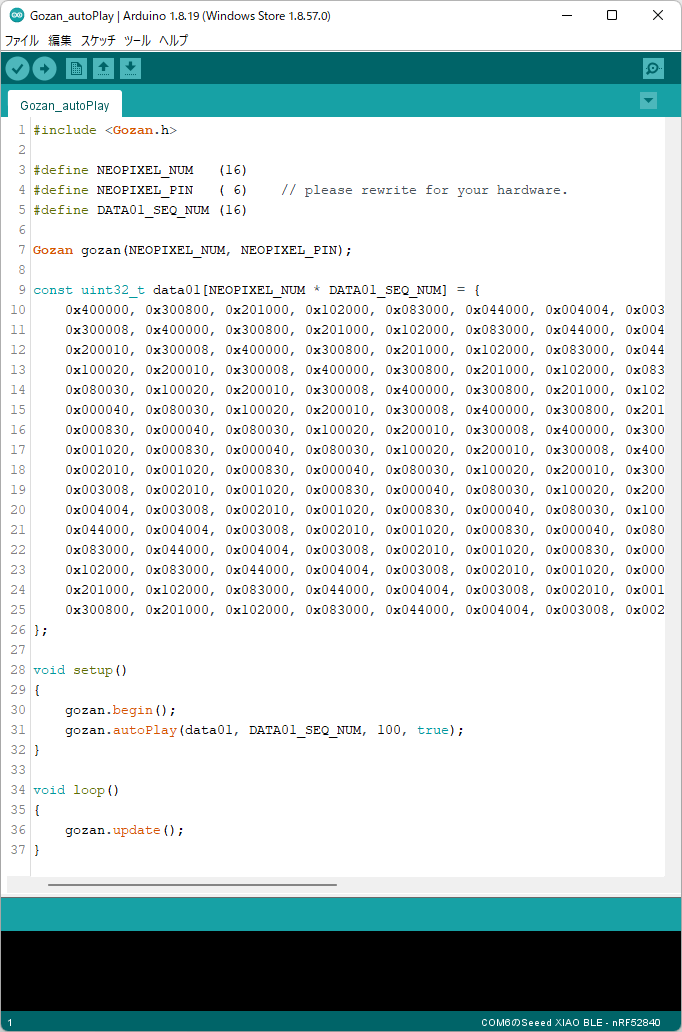 Gozan_autoPlay | Arduino 1.8.19 (Windows Store 1.8.57.0)
ファイル 編集 スケッチ ツール ヘルプ
Gozan_autoPlay
1 #include <Gozan.h>
2
3 #define NEOPIXEL_NUM (16)
4 #define NEOPIXEL_PIN ( 6) // please rewrite for your hardware.
5 #define DATA01_SEQ_NUM (16)
6
7 Gozan gozan(NEOPIXEL_NUM, NEOPIXEL_PIN);
8
9 const uint32_t data01[NEOPIXEL_NUM * DATA01_SEQ_NUM] = {
10 0x400000, 0x300800, 0x201000, 0x102000, 0x083000, 0x044000, 0x004004, 0x003
11 0x300008, 0x400000, 0x300800, 0x201000, 0x102000, 0x083000, 0x044000, 0x004
12 0x200010, 0x300008, 0x400000, 0x300800, 0x201000, 0x102000, 0x083000, 0x044
13 0x100020, 0x200010, 0x300008, 0x400000, 0x300800, 0x201000, 0x102000, 0x083
14 0x080030, 0x100020, 0x200010, 0x300008, 0x400000, 0x300800, 0x201000, 0x102
15 0x000040, 0x080030, 0x100020, 0x200010, 0x300008, 0x400000, 0x300800, 0x201
16 0x000830, 0x000040, 0x080030, 0x100020, 0x200010, 0x300008, 0x400000, 0x300
17 0x001020, 0x000830, 0x000040, 0x080030, 0x100020, 0x200010, 0x300008, 0x400
18 0x002010, 0x001020, 0x000830, 0x000040, 0x080030, 0x100020, 0x200010, 0x300
19 0x003008, 0x002010, 0x001020, 0x000830, 0x000040, 0x080030, 0x100020, 0x200
20 0x004004, 0x003008, 0x002010, 0x001020, 0x000830, 0x000040, 0x080030, 0x100
21 0x044000, 0x004004, 0x003008, 0x002010, 0x001020, 0x000830, 0x000040, 0x080
22 0x083000, 0x044000, 0x004004, 0x003008, 0x002010, 0x001020, 0x000830, 0x000
23 0x102000, 0x083000, 0x044000, 0x004004, 0x003008, 0x002010, 0x001020, 0x000
24 0x201000, 0x102000, 0x083000, 0x044000, 0x004004, 0x003008, 0x002010, 0x001
25 0x300800, 0x201000, 0x102000, 0x083000, 0x044000, 0x004004, 0x003008, 0x002
26 };
27
28 void setup()
29 {
30 gozan.begin();
31 gozan.autoPlay(data01, DATA01_SEQ_NUM, 100, true);
32 }
33
34 void loop()
35 {
36 gozan.update();
37 }
1 COM6のSeeed XIAO BLE - nRF52840